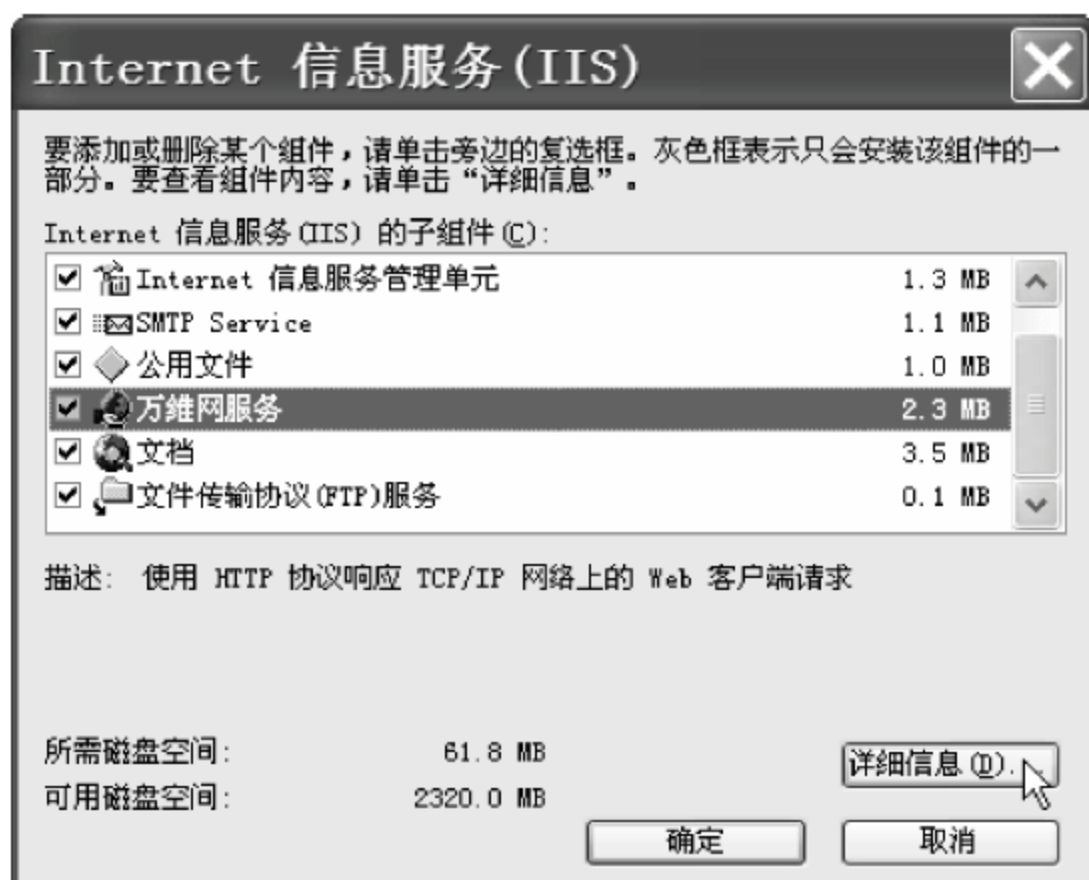 Internet 信息服务(IIS)
要添加或删除某个组件，请单击旁边的复选框。灰色框表示只会安装该组件的一
部分。要查看组件内容，请单击“详细信息”。
Internet 信息服务(IIS) 的子组件(C):
Internet 信息服务管理单元 1.3 MB
SMTP Service 1.1 MB
公用文件 1.0 MB
万维网服务 2.3 MB
文档 3.5 MB
文件传输协议(FTP)服务 0.1 MB
描述: 使用 HTTP 协议响应 TCP/IP 网络上的 Web 客户端请求
所需磁盘空间: 61.8 MB
详细信息(D)...
可用磁盘空间: 2320.0 MB
确定 取消